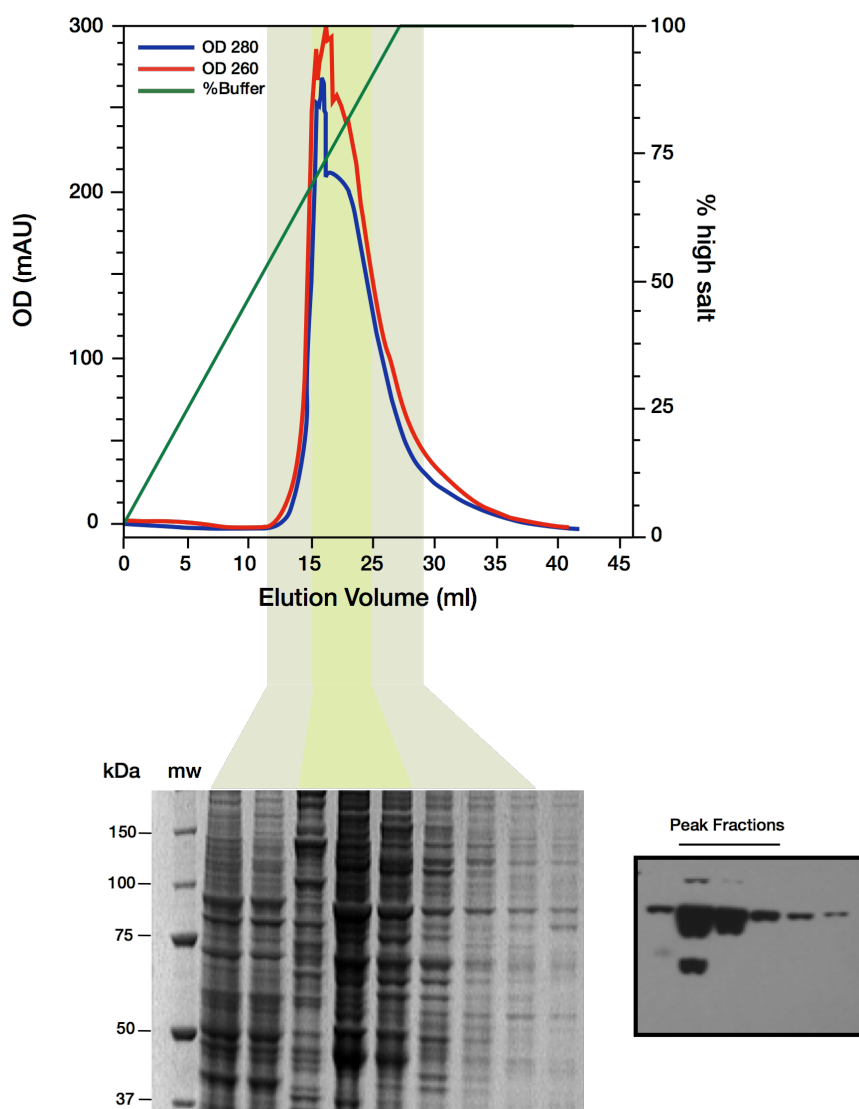 300
200
100
0
OD (mAU)
OD 280
OD 260
%Buffer
100
75
50
25
0
% high salt
0 5 10 15 20 25 30 35 40 45
Elution Volume (ml)
kDa mw
150
100
75
50
37
Peak Fractions